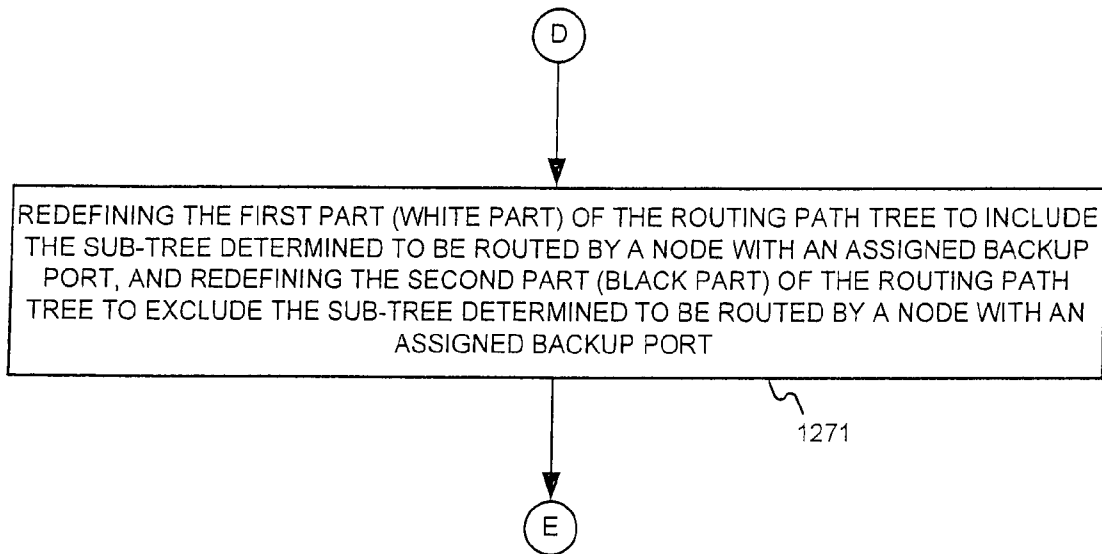 D
REDEFINING THE FIRST PART (WHITE PART) OF THE ROUTING PATH TREE TO INCLUDE
THE SUB-TREE DETERMINED TO BE ROUTED BY A NODE WITH AN ASSIGNED BACKUP
PORT, AND REDEFINING THE SECOND PART (BLACK PART) OF THE ROUTING PATH
TREE TO EXCLUDE THE SUB-TREE DETERMINED TO BE ROUTED BY A NODE WITH AN
ASSIGNED BACKUP PORT
1271
E